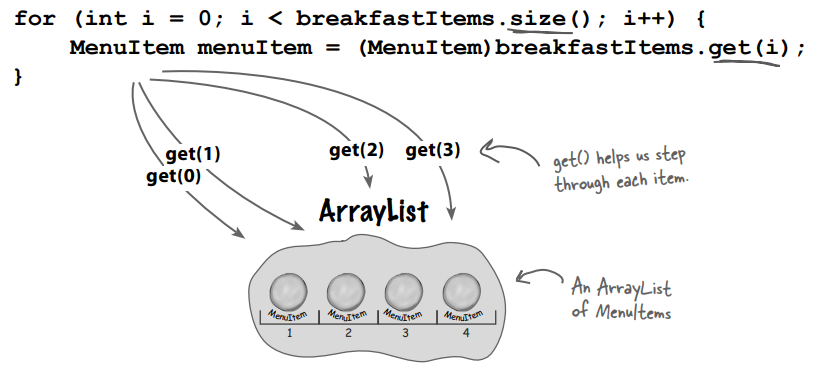 for (int i = 0; i < breakfastItems.size(); i++) {
    MenuItem menuItem = (MenuItem)breakfastItems.get(i);
}
get(1)
get(0)
get(2)
get(3)
get() helps us step
through each item.
ArrayList
An ArrayList
of MenuItems
MenuItem
MenuItem
MenuItem
MenuItem
1
2
3
4